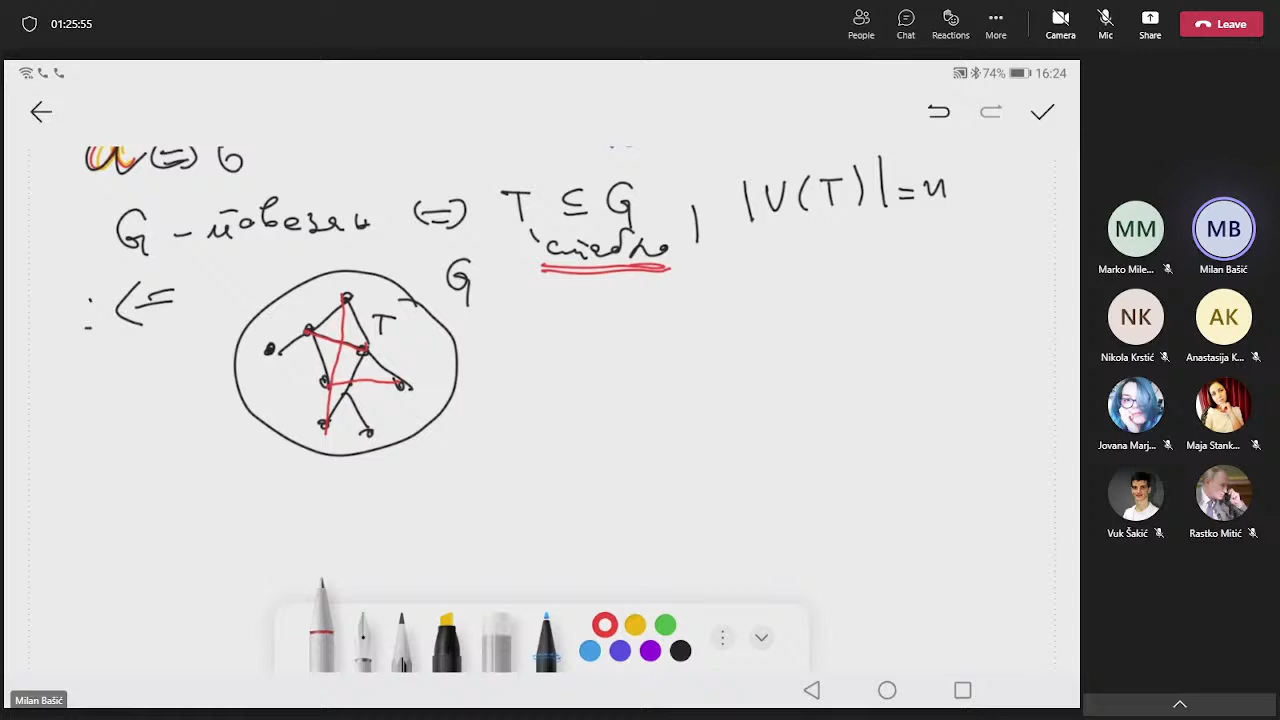 01:25:55
People Chat Reactions More Camera Mic Share Leave
74% 16:24
а (=) б
G – повезан (=) T ⊆ G , |V(T)| = n
стабло
: (=
G
T
MM MB
Marko Mile... Milan Bašić
NK AK
Nikola Krstić Anastasija K...
Jovana Marj... Maja Stank...
Vuk Šakić Rastko Mitić
Milan Bašić